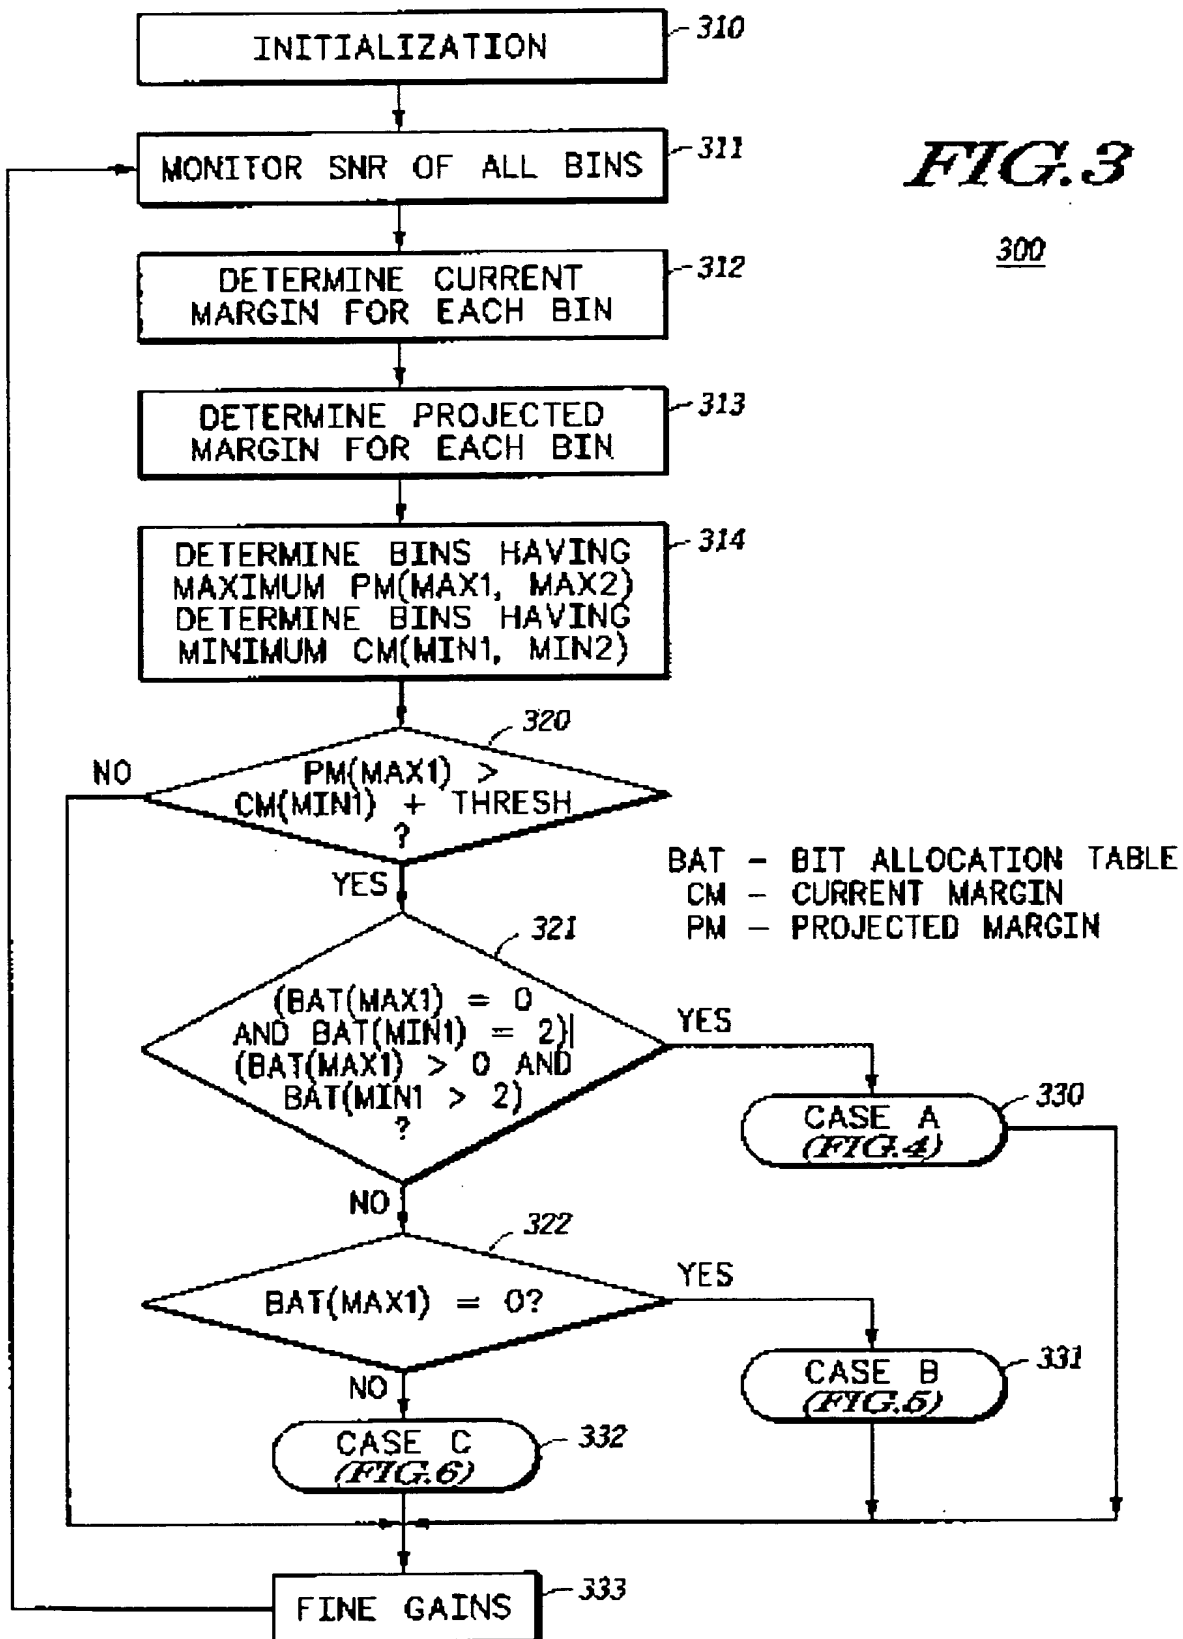 INITIALIZATION
310
MONITOR SNR OF ALL BINS
311
FIG.3
300
DETERMINE CURRENT
MARGIN FOR EACH BIN
312
DETERMINE PROJECTED
MARGIN FOR EACH BIN
313
DETERMINE BINS HAVING
MAXIMUM PM(MAX1, MAX2)
DETERMINE BINS HAVING
MINIMUM CM(MIN1, MIN2)
314
320
NO
PM(MAX1) >
CM(MIN1) + THRESH
?
YES
BAT - BIT ALLOCATION TABLE
CM - CURRENT MARGIN
PM - PROJECTED MARGIN
321
(BAT(MAX1) = 0
AND BAT(MIN1) = 2)|
(BAT(MAX1) > 0 AND
BAT(MIN1 > 2)
?
YES
330
CASE A
(FIG.4)
NO
322
BAT(MAX1) = 0?
YES
331
CASE B
(FIG.5)
NO
332
CASE C
(FIG.6)
333
FINE GAINS